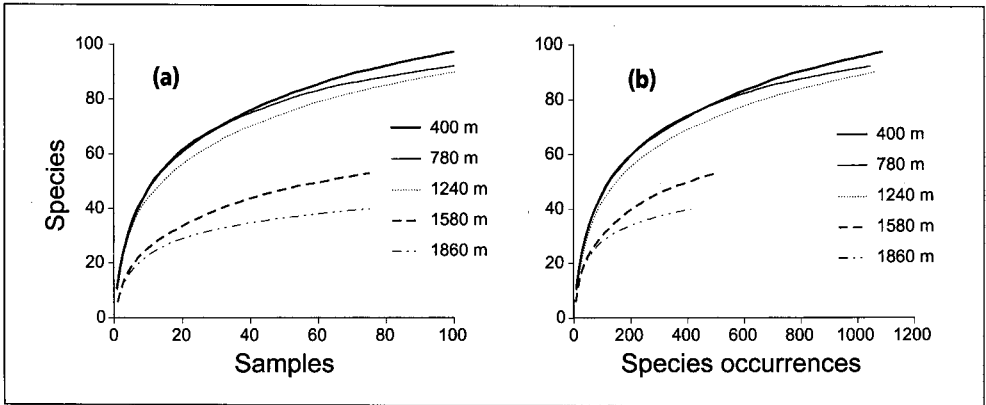 100
80
60
40
20
0
Species
(a)
400 m
780 m
1240 m
1580 m
1860 m
0 20 40 60 80 100
Samples
100
80
60
40
20
0
(b)
400 m
780 m
1240 m
1580 m
1860 m
0 200 400 600 800 1000 1200
Species occurrences